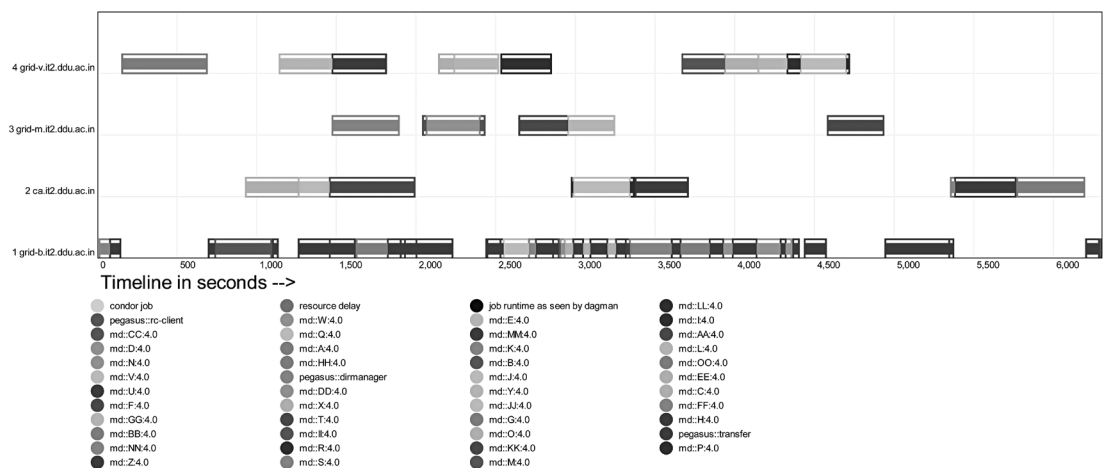 4 grid-v.it2.ddu.ac.in
3 grid-m.it2.ddu.ac.in
2 ca.it2.ddu.ac.in
1 grid-b.it2.ddu.ac.in
0 500 1,000 1,500 2,000 2,500 3,000 3,500 4,000 4,500 5,000 5,500 6,000
Timeline in seconds -->
condor job resource delay job runtime as seen by dagman md::LL:4.0
pegasus::rc-client md::W:4.0 md::E:4.0 md::I:4.0
md::CC:4.0 md::Q:4.0 md::MM:4.0 md::AA:4.0
md::D:4.0 md::A:4.0 md::K:4.0 md::L:4.0
md::N:4.0 md::HH:4.0 md::B:4.0 md::OO:4.0
md::V:4.0 pegasus::dirmanager md::J:4.0 md::EE:4.0
md::U:4.0 md::DD:4.0 md::Y:4.0 md::C:4.0
md::F:4.0 md::X:4.0 md::JJ:4.0 md::FF:4.0
md::GG:4.0 md::T:4.0 md::G:4.0 md::H:4.0
md::BB:4.0 md::II:4.0 md::O:4.0 pegasus::transfer
md::NN:4.0 md::R:4.0 md::KK:4.0 md::P:4.0
md::Z:4.0 md::S:4.0 md::M:4.0